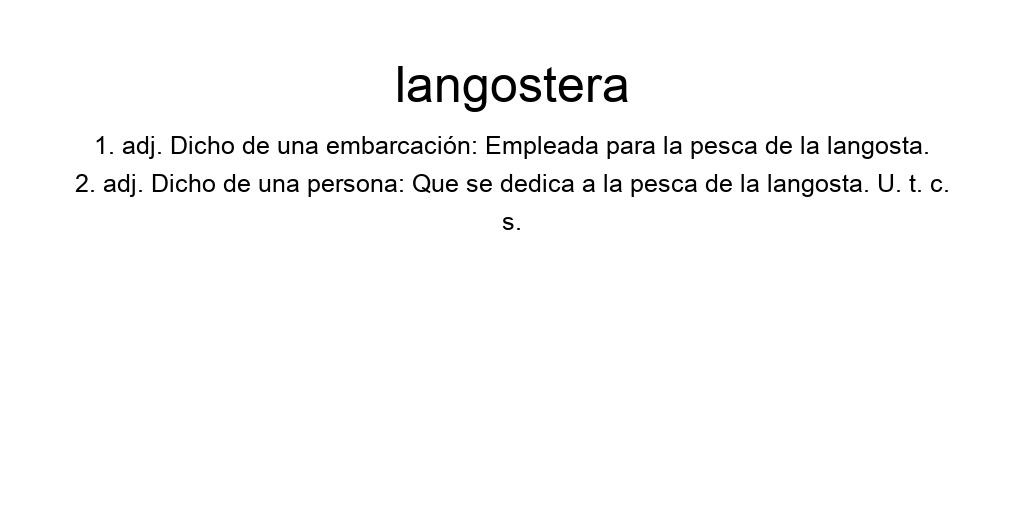 langostera
1. adj. Dicho de una embarcación: Empleada para la pesca de la langosta.
2. adj. Dicho de una persona: Que se dedica a la pesca de la langosta. U. t. c.
s.